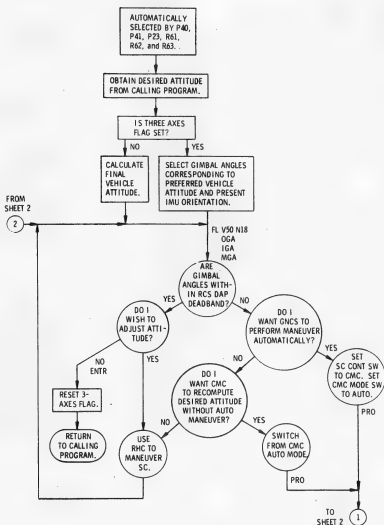 AUTOMATICALLY
SELECTED BY P40,
P41, P23, R61,
R62, and R63.
OBTAIN DESIRED ATTITUDE
FROM CALLING PROGRAM.
IS THREE AXES
FLAG SET?
NO
YES
CALCULATE
FINAL
VEHICLE
ATTITUDE.
SELECT GIMBAL ANGLES
CORRESPONDING TO
PREFERRED VEHICLE
ATTITUDE AND PRESENT
IMU ORIENTATION.
FROM
SHEET 2
2
FL V50 N18
OGA
IGA
MGA
ARE
GIMBAL
ANGLES WITH-
IN RCS DAP
DEADBAND?
YES
NO
DO I
WISH TO
ADJUST ATTI-
TUDE?
DO I
WANT GNCS TO
PERFORM MANEUVER
AUTOMATICALLY?
NO
ENTR
YES
NO
YES
RESET 3-
AXES FLAG.
RETURN
TO CALLING
PROGRAM.
DO I
WANT CMC
TO RECOMPUTE
DESIRED ATTITUDE
WITHOUT AUTO
MANEUVER?
SET
SC CONT SW
TO CMC. SET
CMC MODE SW
TO AUTO.
PRO
NO
YES
USE
RHC TO
MANEUVER
SC.
SWITCH
FROM CMC
AUTO MODE.
PRO
TO
SHEET 2
1